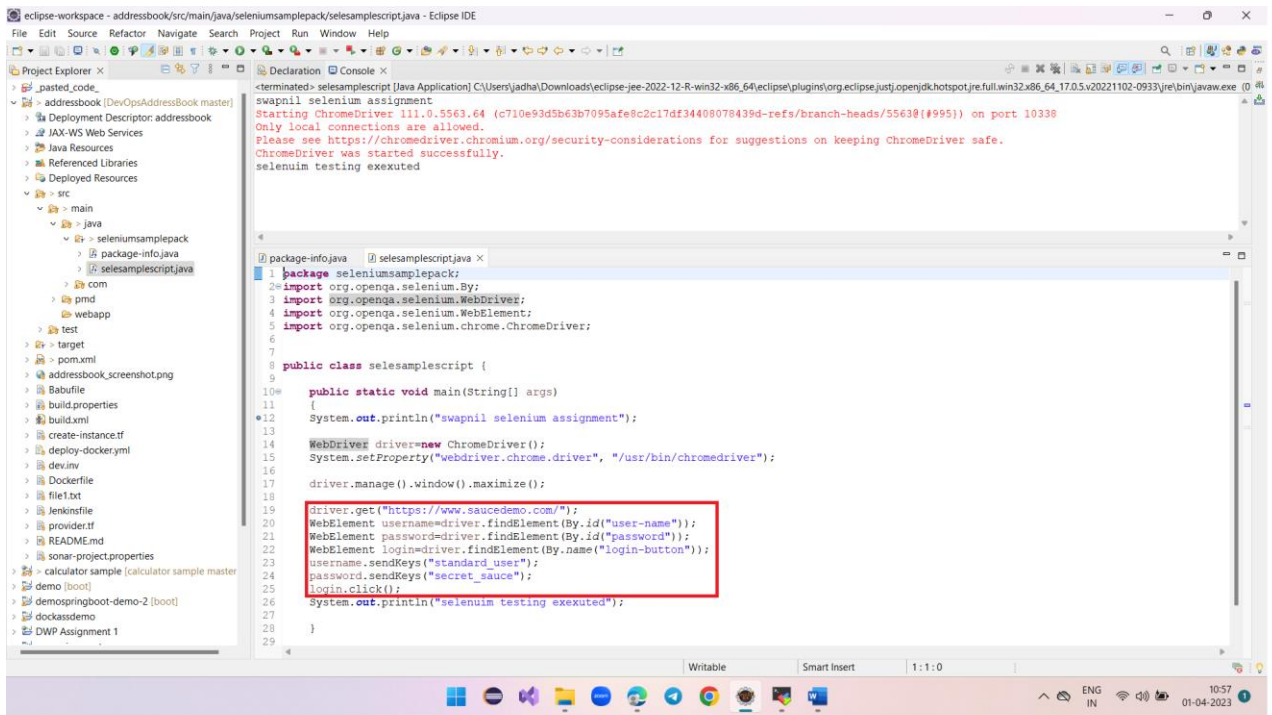 eclipse-workspace - addressbook/src/main/java/seleniumsamplepack/selesamplescript.java - Eclipse IDE
File Edit Source Refactor Navigate Search Project Run Window Help
Project Explorer
_pasted_code_
> addressbook [DevOpsAddressBook master]
Deployment Descriptor: addressbook
JAX-WS Web Services
Java Resources
Referenced Libraries
Deployed Resources
> src
> main
> java
> seleniumsamplepack
> package-info.java
> selesamplescript.java
> com
> pmd
webapp
> test
> target
> pom.xml
addressbook_screenshot.png
Babufile
build.properties
build.xml
create-instance.tf
deploy-docker.yml
dev.inv
Dockerfile
file1.txt
Jenkinsfile
provider.tf
README.md
sonar-project.properties
> calculator sample [calculator sample master
demo [boot]
demospringboot-demo-2 [boot]
dockassdemo
DWP Assignment 1
Declaration Console
<terminated> selesamplescript [Java Application] C:\Users\jadha\Downloads\eclipse-jee-2022-12-R-win32-x86_64\eclipse\plugins\org.eclipse.justj.openjdk.hotspot.jre.full.win32.x86_64_17.0.5.v20221102-0933\jre\bin\javaw.exe (0
swapnil selenium assignment
Starting ChromeDriver 111.0.5563.64 (c710e93d5b63b7095afe8c2c17df34408078439d-refs/branch-heads/5563@{#995}) on port 10338
Only local connections are allowed.
Please see https://chromedriver.chromium.org/security-considerations for suggestions on keeping ChromeDriver safe.
ChromeDriver was started successfully.
selenuim testing exexuted
package-info.java selesamplescript.java
1 package seleniumsamplepack;
2 import org.openqa.selenium.By;
3 import org.openqa.selenium.WebDriver;
4 import org.openqa.selenium.WebElement;
5 import org.openqa.selenium.chrome.ChromeDriver;
6
7
8 public class selesamplescript {
9
10 public static void main(String[] args)
11 {
12 System.out.println("swapnil selenium assignment");
13
14 WebDriver driver=new ChromeDriver();
15 System.setProperty("webdriver.chrome.driver", "/usr/bin/chromedriver");
16
17 driver.manage().window().maximize();
18
19 driver.get("https://www.saucedemo.com/");
20 WebElement username=driver.findElement(By.id("user-name"));
21 WebElement password=driver.findElement(By.id("password"));
22 WebElement login=driver.findElement(By.name("login-button"));
23 username.sendKeys("standard_user");
24 password.sendKeys("secret_sauce");
25 login.click();
26 System.out.println("selenuim testing exexuted");
27
28 }
29
Writable Smart Insert 1:1:0
ENG
IN
10:57
01-04-2023
1